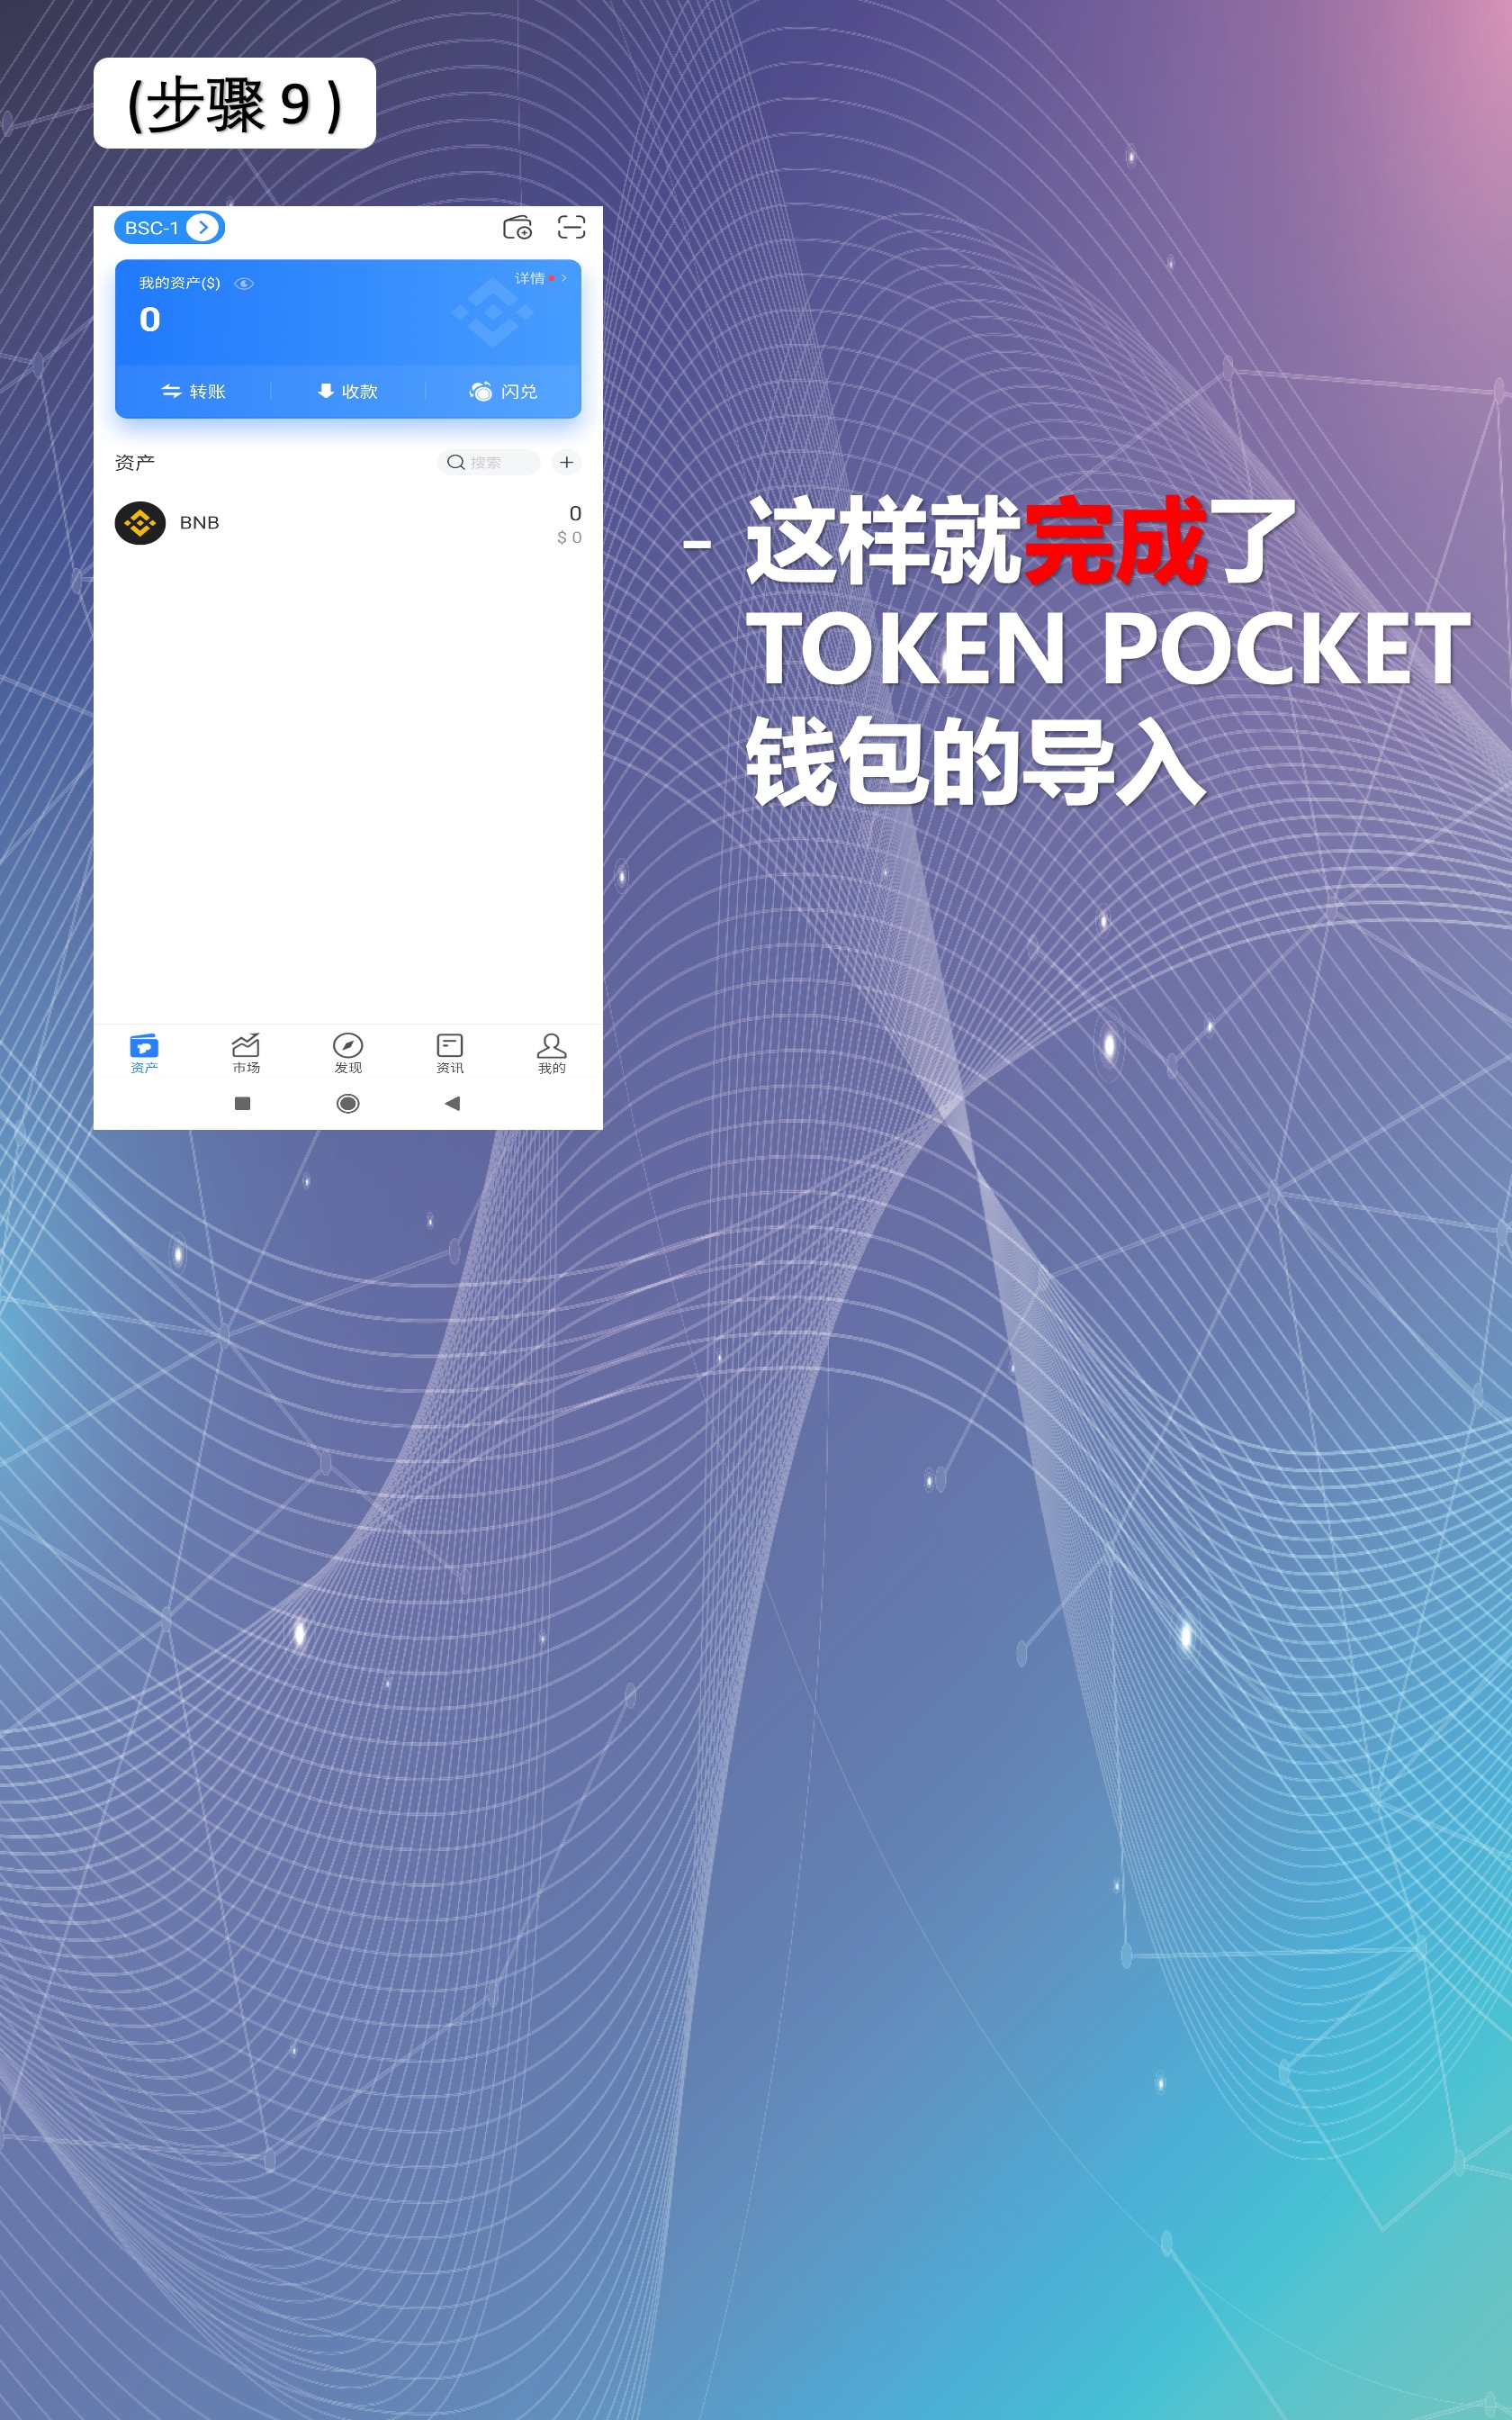 (步骤 9 )
BSC-1
我的资产($)
详情
0
转账 收款 闪兑
资产
搜索
BNB
0
$ 0
资产 市场 发现 资讯 我的
- 这样就完成了
TOKEN POCKET
钱包的导入